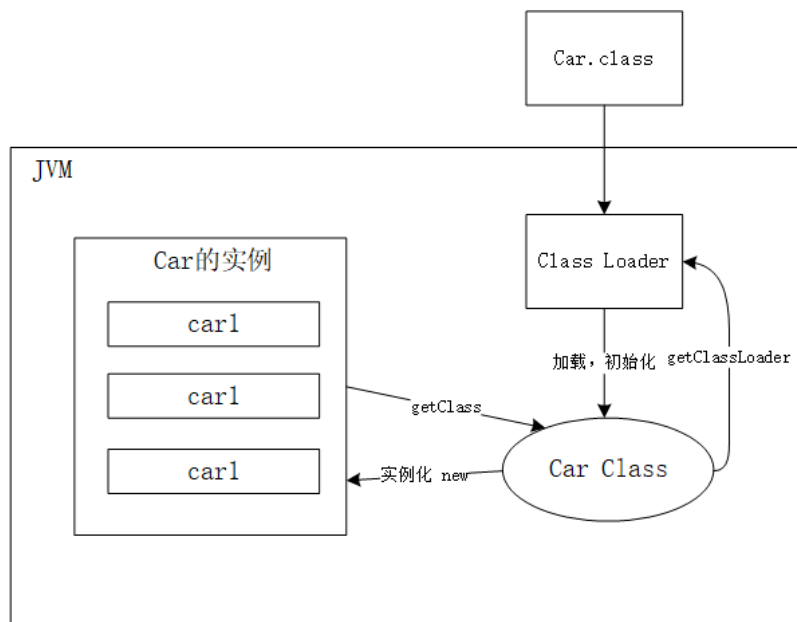 Car.class
JVM
Class Loader
Car的实例
car1
car1
car1
加载，初始化
getClassLoader
getClass
Car Class
实例化 new